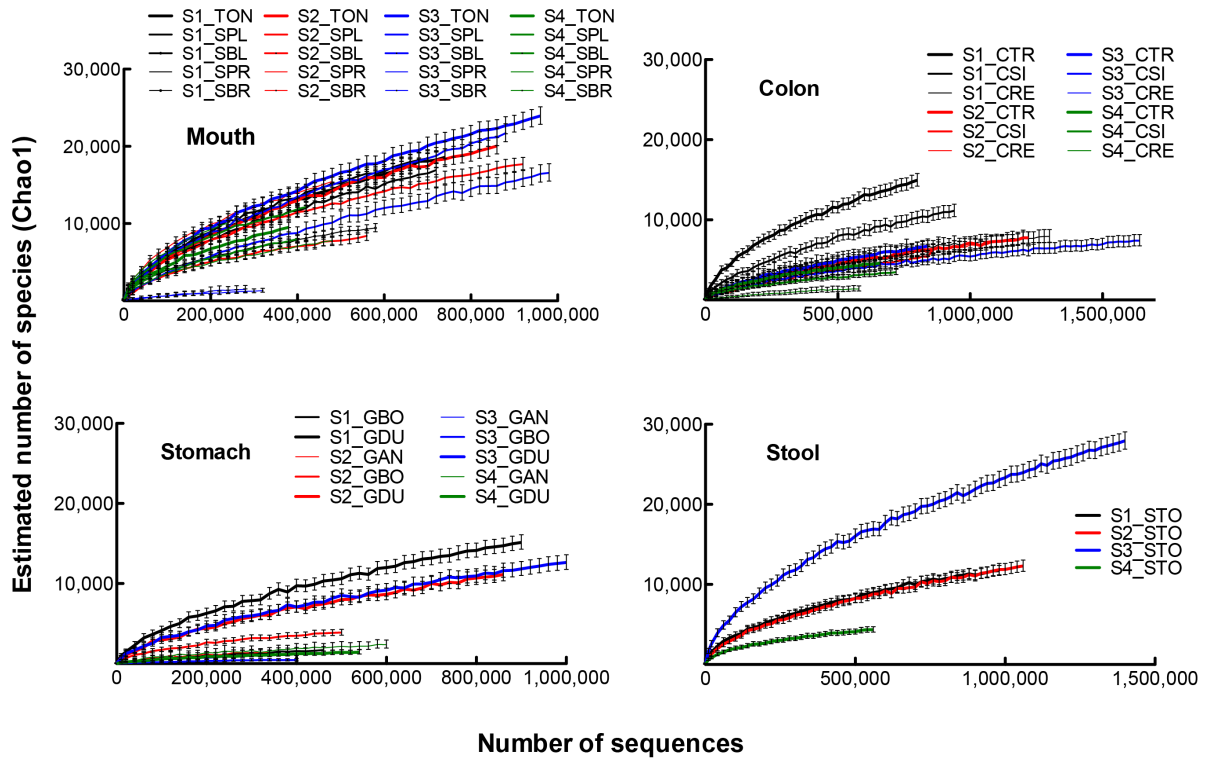 S1_TON S2_TON S3_TON S4_TON
S1_SPL S2_SPL S3_SPL S4_SPL
S1_SBL S2_SBL S3_SBL S4_SBL
S1_SPR S2_SPR S3_SPR S4_SPR
S1_SBR S2_SBR S3_SBR S4_SBR
Mouth
30,000
20,000
10,000
0 200,000 400,000 600,000 800,000 1,000,000
S1_CTR S3_CTR
S1_CSI S3_CSI
S1_CRE S3_CRE
S2_CTR S4_CTR
S2_CSI S4_CSI
S2_CRE S4_CRE
Colon
30,000
20,000
10,000
0
0 500,000 1,000,000 1,500,000
Estimated number of species (Chao1)
S1_GBO S3_GAN
S1_GDU S3_GBO
S2_GAN S3_GDU
S2_GBO S4_GAN
S2_GDU S4_GDU
Stomach
30,000
20,000
10,000
0 200,000 400,000 600,000 800,000 1,000,000
Stool
S1_STO
S2_STO
S3_STO
S4_STO
30,000
20,000
10,000
0
0 500,000 1,000,000 1,500,000
Number of sequences